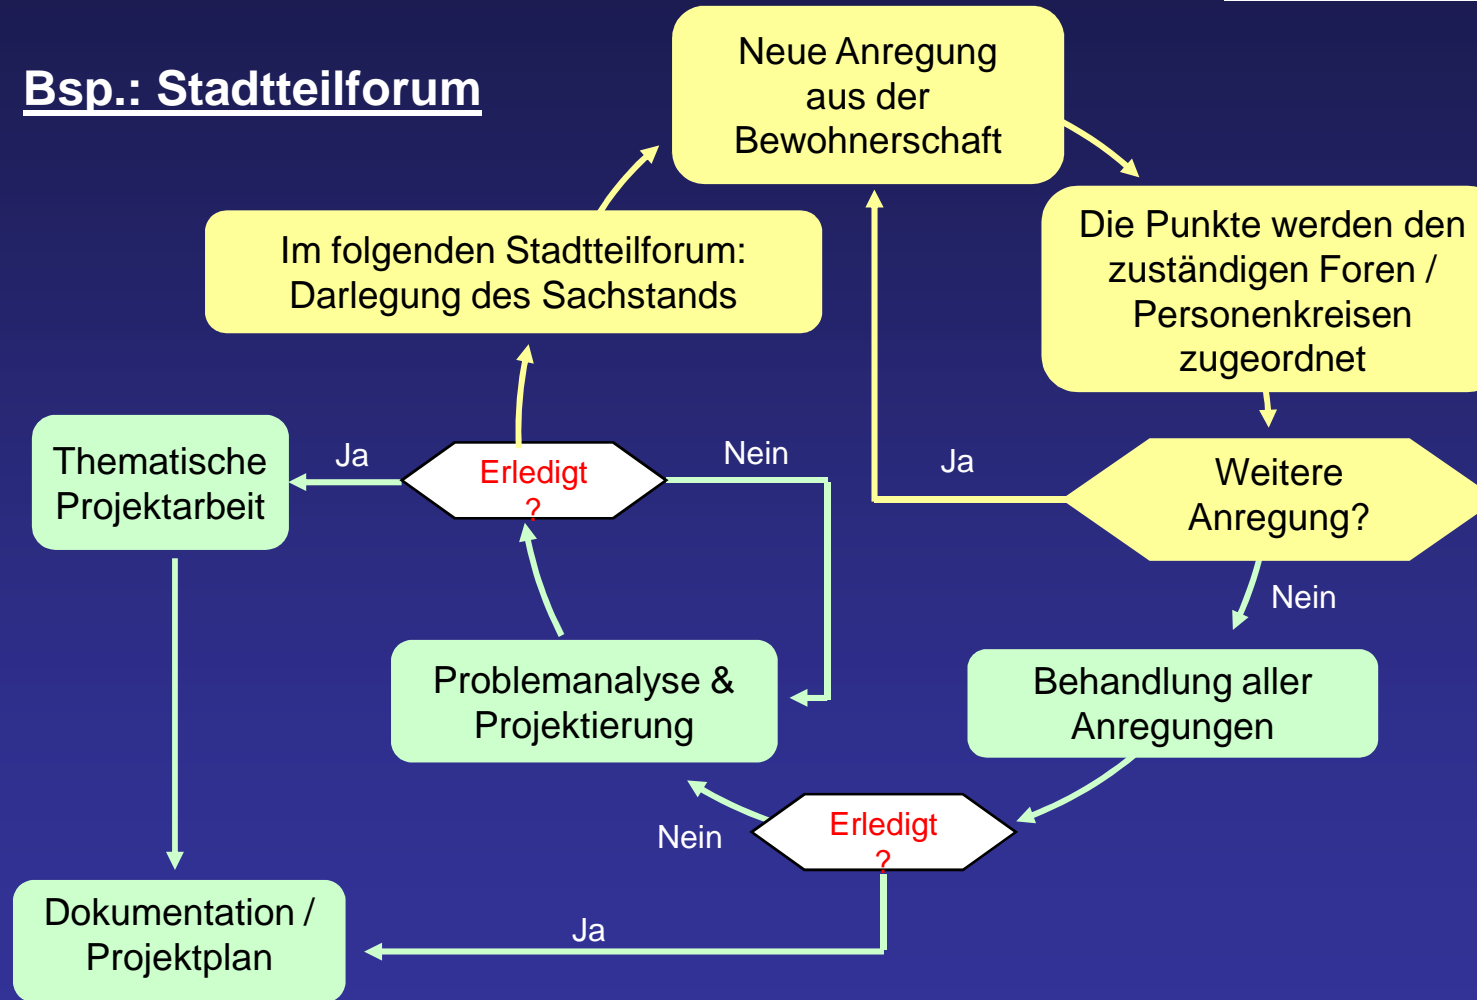 Bsp.: Stadtteilforum
Neue Anregung
aus der
Bewohnerschaft
Im folgenden Stadtteilforum:
Darlegung des Sachstands
Die Punkte werden den
zuständigen Foren /
Personenkreisen
zugeordnet
Thematische
Projektarbeit
Ja
Erledigt
?
Nein
Ja
Weitere
Anregung?
Nein
Problemanalyse &
Projektierung
Behandlung aller
Anregungen
Nein
Erledigt
?
Dokumentation /
Projektplan
Ja